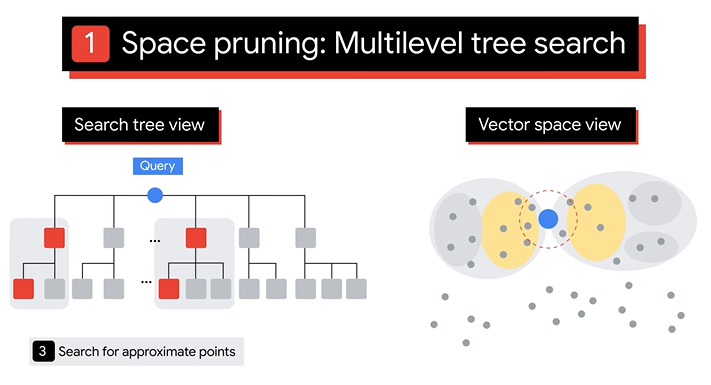 1 Space pruning: Multilevel tree search
Search tree view
Vector space view
Query
...
...
3 Search for approximate points